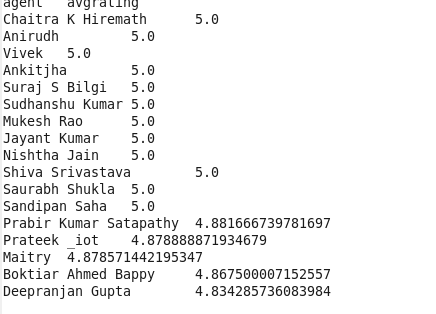 agent avgrating
Chaitra K Hiremath 5.0
Anirudh 5.0
Vivek 5.0
Ankitjha 5.0
Suraj S Bilgi 5.0
Sudhanshu Kumar 5.0
Mukesh Rao 5.0
Jayant Kumar 5.0
Nishtha Jain 5.0
Shiva Srivastava 5.0
Saurabh Shukla 5.0
Sandipan Saha 5.0
Prabir Kumar Satapathy 4.881666739781697
Prateek _iot 4.878888871934679
Maitry 4.878571442195347
Boktiar Ahmed Bappy 4.867500007152557
Deepranjan Gupta 4.834285736083984